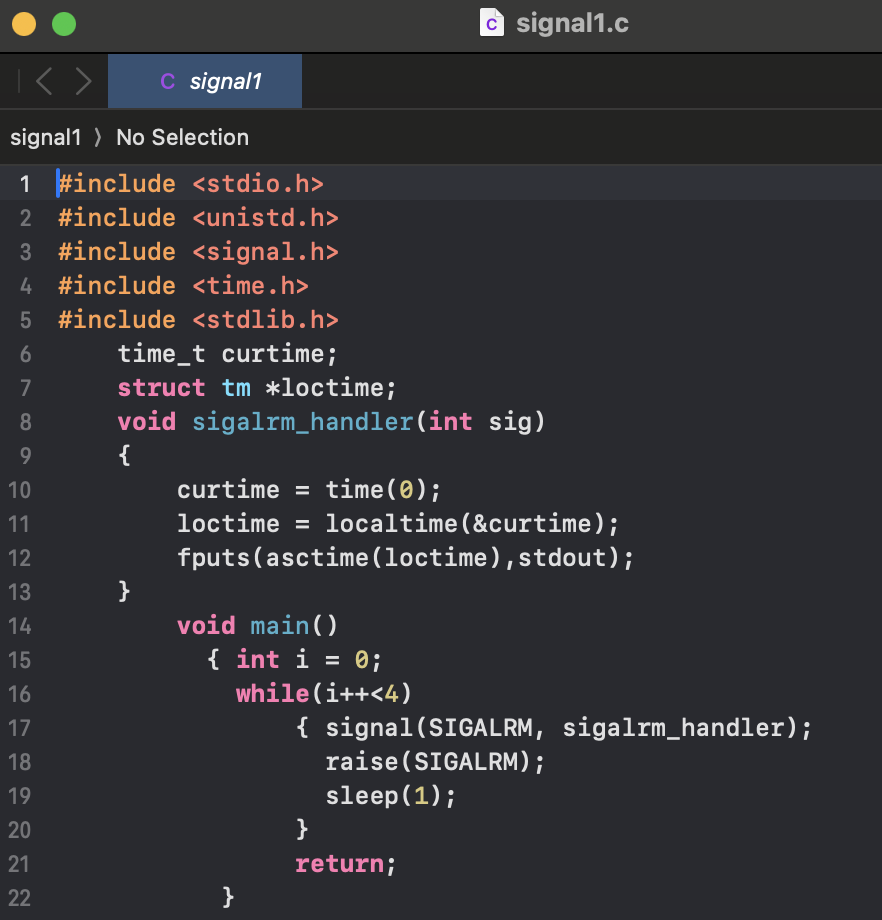 signal1.c
C signal1
signal1 〉 No Selection
1 #include <stdio.h>
2 #include <unistd.h>
3 #include <signal.h>
4 #include <time.h>
5 #include <stdlib.h>
6     time_t curtime;
7     struct tm *loctime;
8     void sigalrm_handler(int sig)
9     {
10         curtime = time(0);
11         loctime = localtime(&curtime);
12         fputs(asctime(loctime),stdout);
13     }
14         void main()
15           { int i = 0;
16             while(i++<4)
17                 { signal(SIGALRM, sigalrm_handler);
18                   raise(SIGALRM);
19                   sleep(1);
20                 }
21                 return;
22            }